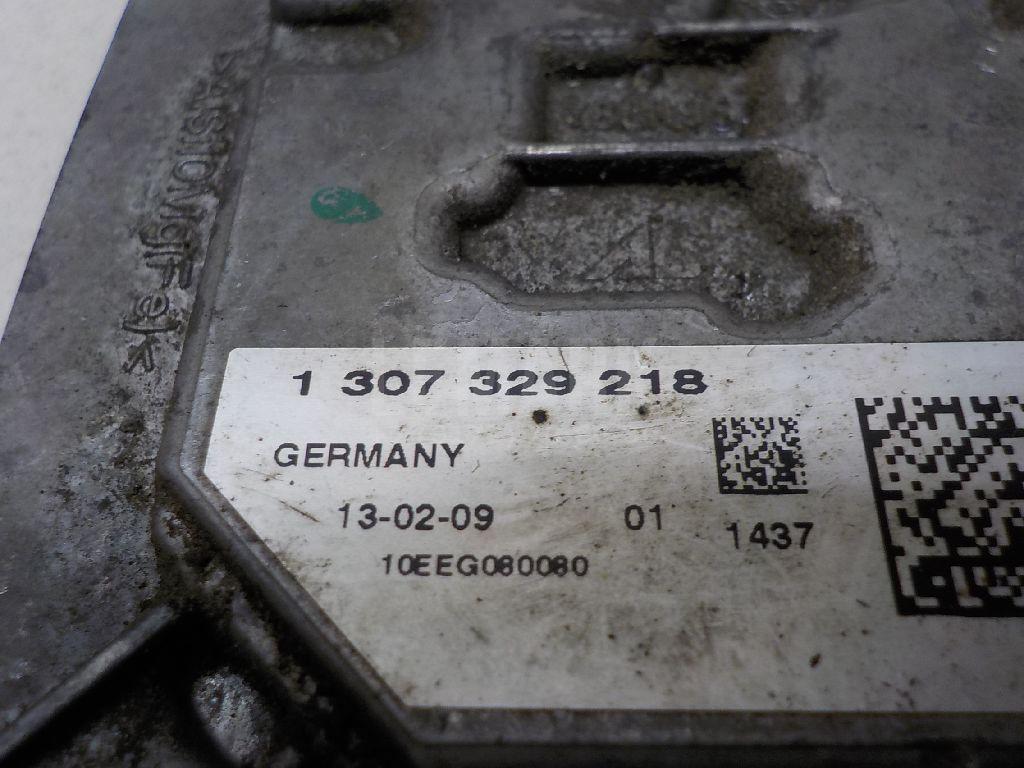 1 307 329 218
GERMANY
13-02-09 01 1437
10EEG080080